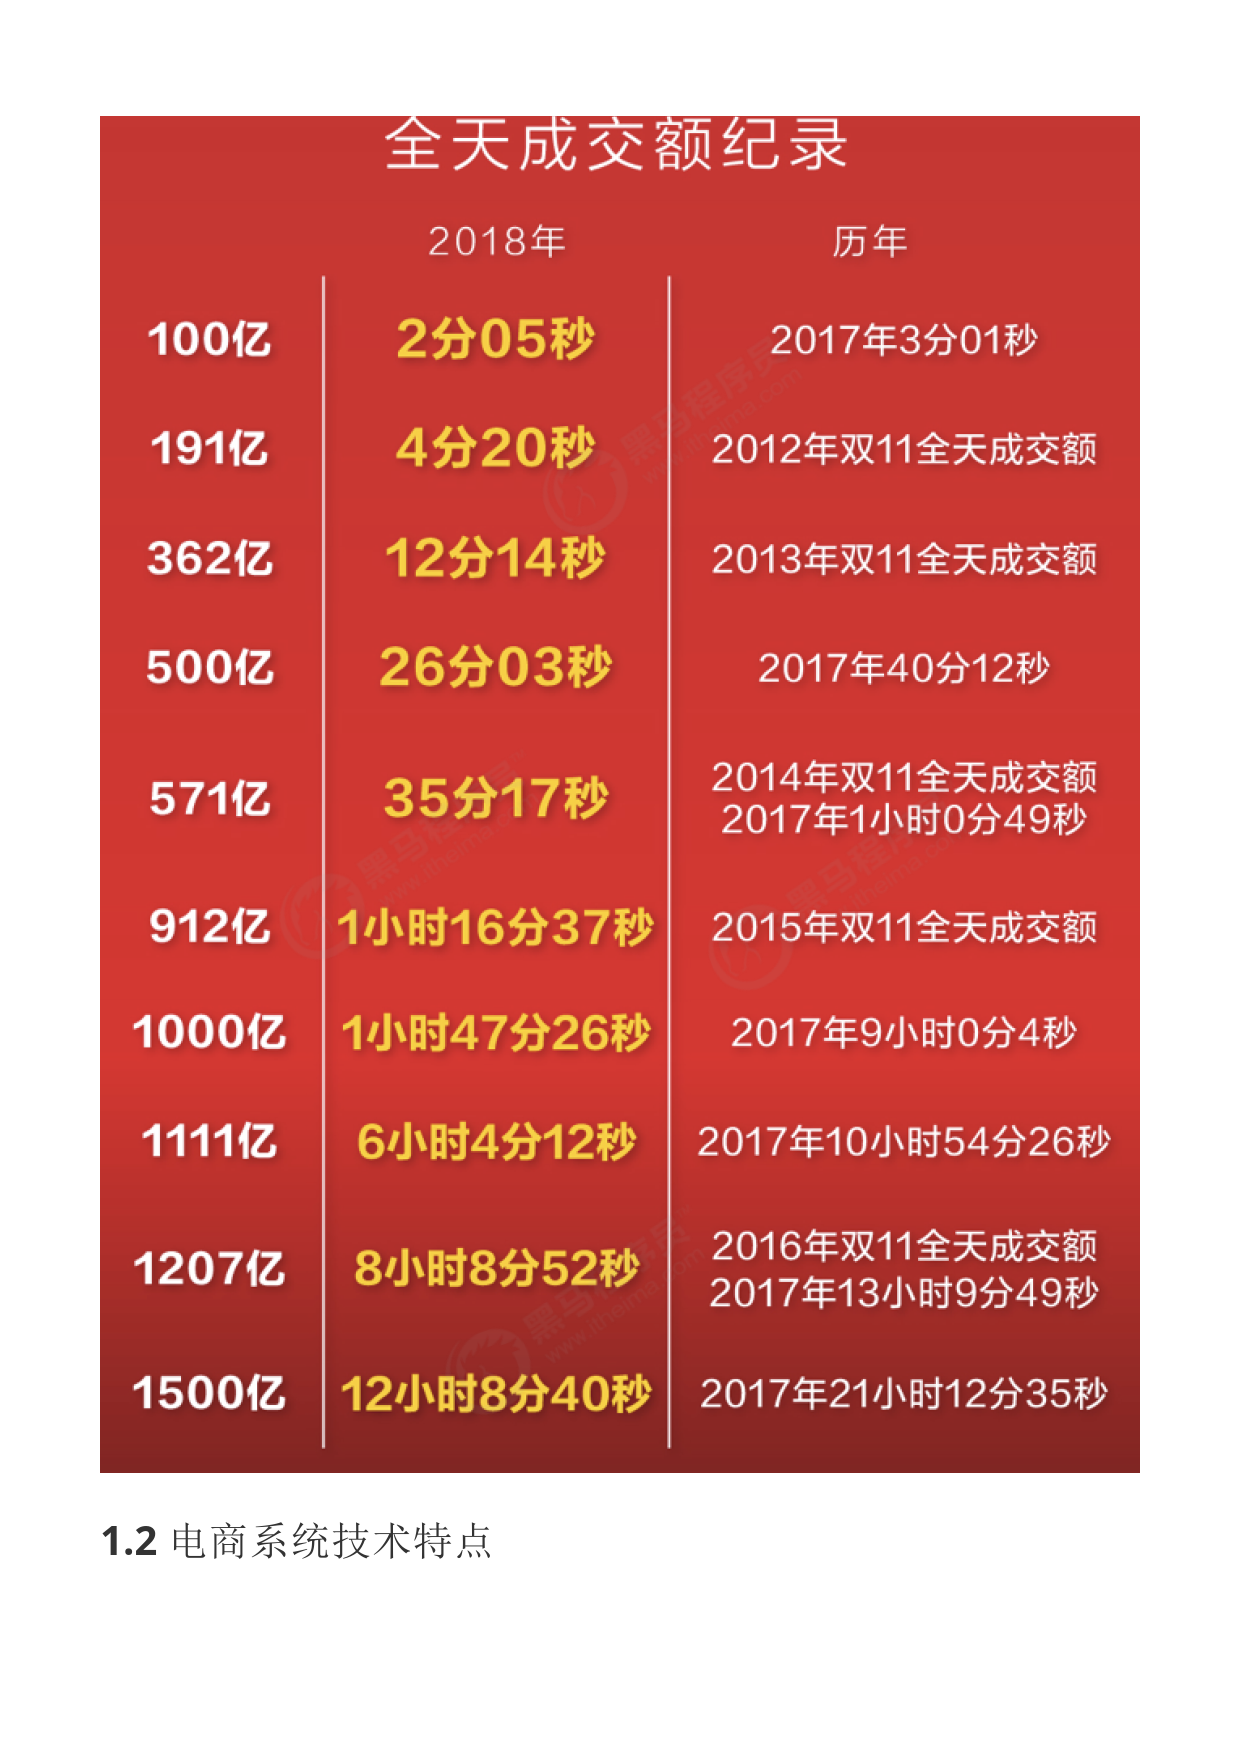 全天成交额纪录
2018年 历年
100亿 2分05秒 2017年3分01秒
191亿 4分20秒 2012年双11全天成交额
362亿 12分14秒 2013年双11全天成交额
500亿 26分03秒 2017年40分12秒
571亿 35分17秒 2014年双11全天成交额
2017年1小时0分49秒
912亿 1小时16分37秒 2015年双11全天成交额
1000亿 1小时47分26秒 2017年9小时0分4秒
1111亿 6小时4分12秒 2017年10小时54分26秒
1207亿 8小时8分52秒 2016年双11全天成交额
2017年13小时9分49秒
1500亿 12小时8分40秒 2017年21小时12分35秒
黑马程序员
www.itheima.com
1.2 电商系统技术特点